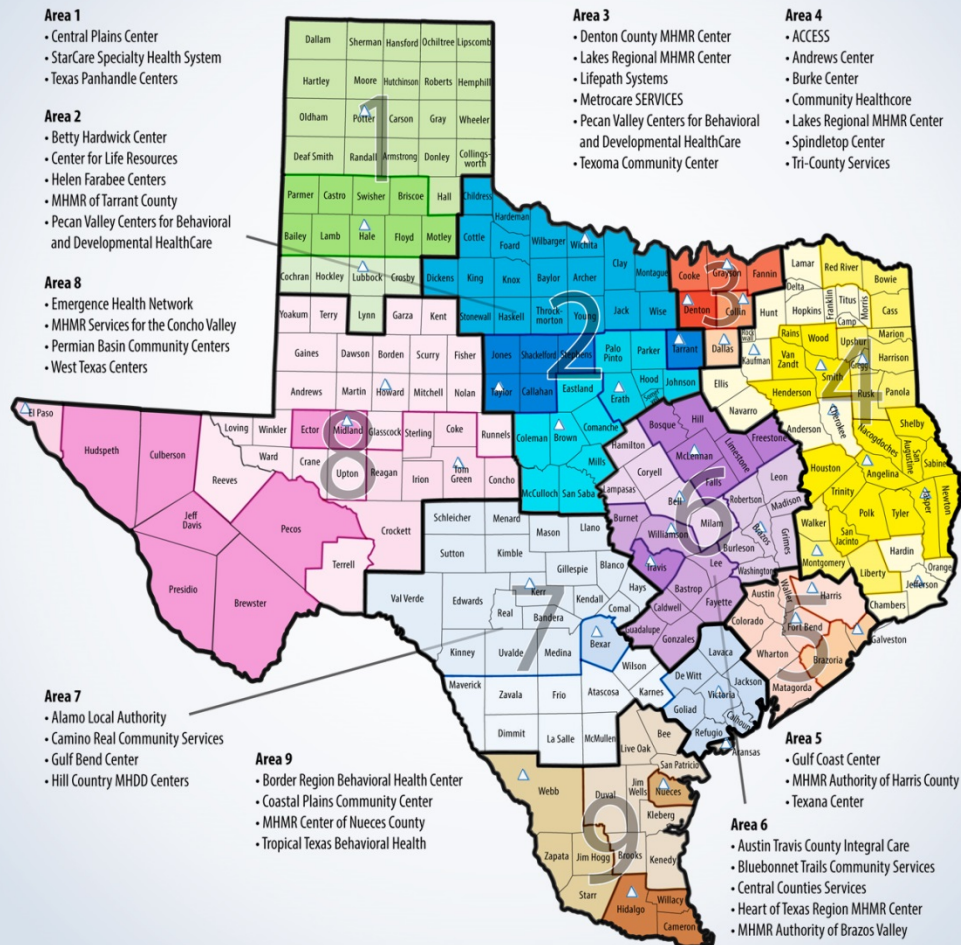 Area 1
• Central Plains Center
• StarCare Specialty Health System
• Texas Panhandle Centers
Area 2
• Betty Hardwick Center
• Center for Life Resources
• Helen Farabee Centers
• MHMR of Tarrant County
• Pecan Valley Centers for Behavioral
and Developmental HealthCare
Area 8
• Emergence Health Network
• MHMR Services for the Concho Valley
• Permian Basin Community Centers
• West Texas Centers
Area 3
• Denton County MHMR Center
• Lakes Regional MHMR Center
• Lifepath Systems
• Metrocare SERVICES
• Pecan Valley Centers for Behavioral
and Developmental HealthCare
• Texoma Community Center
Area 4
• ACCESS
• Andrews Center
• Burke Center
• Community Healthcore
• Lakes Regional MHMR Center
• Spindletop Center
• Tri-County Services
Dallam Sherman Hansford Ochiltree Lipscomb
Hartley Moore Hutchinson Roberts Hemphill
Oldham Potter Carson Gray Wheeler
1
Deaf Smith Randall Armstrong Donley Collings-
worth
Parmer Castro Swisher Briscoe Hall Childress
Hardeman
Bailey Lamb Hale Floyd Motley Cottle Foard Wilbarger Wichita
Clay Montague Cooke Grayson Fannin Lamar Red River Bowie
Cochran Hockley Lubbock Crosby Dickens King Knox Baylor Archer
3
Denton Collin Hunt Delta Hopkins Franklin Titus Morris Cass
Camp
Yoakum Terry Lynn Garza Kent Stonewall Haskell Throck-
morton Young Jack Wise
2
Rock
wall Rains Wood Upshur Marion
Gaines Dawson Borden Scurry Fisher Jones Shackelford Stephens Palo
Pinto Parker Tarrant Dallas Kaufman Van
Zandt Smith Gregg Harrison
4
Andrews Martin Howard Mitchell Nolan Taylor Callahan Eastland Erath Hood Johnson Ellis Henderson Rusk Panola
El Paso Hudspeth Culberson Loving Winkler Ector Midland Glasscock Sterling Coke Runnels Coleman Brown Comanche Bosque Hill Navarro Anderson Cherokee Nacogdoches Shelby
8
Reeves Ward Crane Upton Reagan Irion Tom
Green Concho McCulloch San Saba Mills Hamilton McLennan Limestone Freestone Houston Angelina San
Augustine Sabine
Jeff
Davis Pecos Crockett Schleicher Menard Mason Llano Lampasas Coryell Bell Falls Robertson Leon Madison Trinity Polk Tyler Jasper Newton
6
Presidio Brewster Terrell Sutton Kimble Gillespie Blanco Burnet Williamson Milam Brazos Grimes Walker San
Jacinto Hardin Orange
Val Verde Edwards Kerr Real Bandera Kendall Hays Comal Travis Bastrop Lee Burleson Washington Montgomery Liberty Jefferson
7
Kinney Uvalde Medina Bexar Guadalupe Caldwell Fayette Gonzales Austin Waller Harris Chambers
5
Colorado Fort Bend Galveston
Maverick Zavala Frio Atascosa Wilson Karnes De Witt Lavaca Jackson Wharton Brazoria
Victoria Matagorda
Dimmit La Salle McMullen Live Oak Bee Goliad Refugio Calhoun
Aransas
San Patricio
Webb Duval Jim
Wells Nueces
Kleberg
9
Zapata Jim Hogg Brooks Kenedy
Starr Hidalgo Willacy
Cameron
Area 7
• Alamo Local Authority
• Camino Real Community Services
• Gulf Bend Center
• Hill Country MHDD Centers
Area 9
• Border Region Behavioral Health Center
• Coastal Plains Community Center
• MHMR Center of Nueces County
• Tropical Texas Behavioral Health
Area 5
• Gulf Coast Center
• MHMR Authority of Harris County
• Texana Center
Area 6
• Austin Travis County Integral Care
• Bluebonnet Trails Community Services
• Central Counties Services
• Heart of Texas Region MHMR Center
• MHMR Authority of Brazos Valley